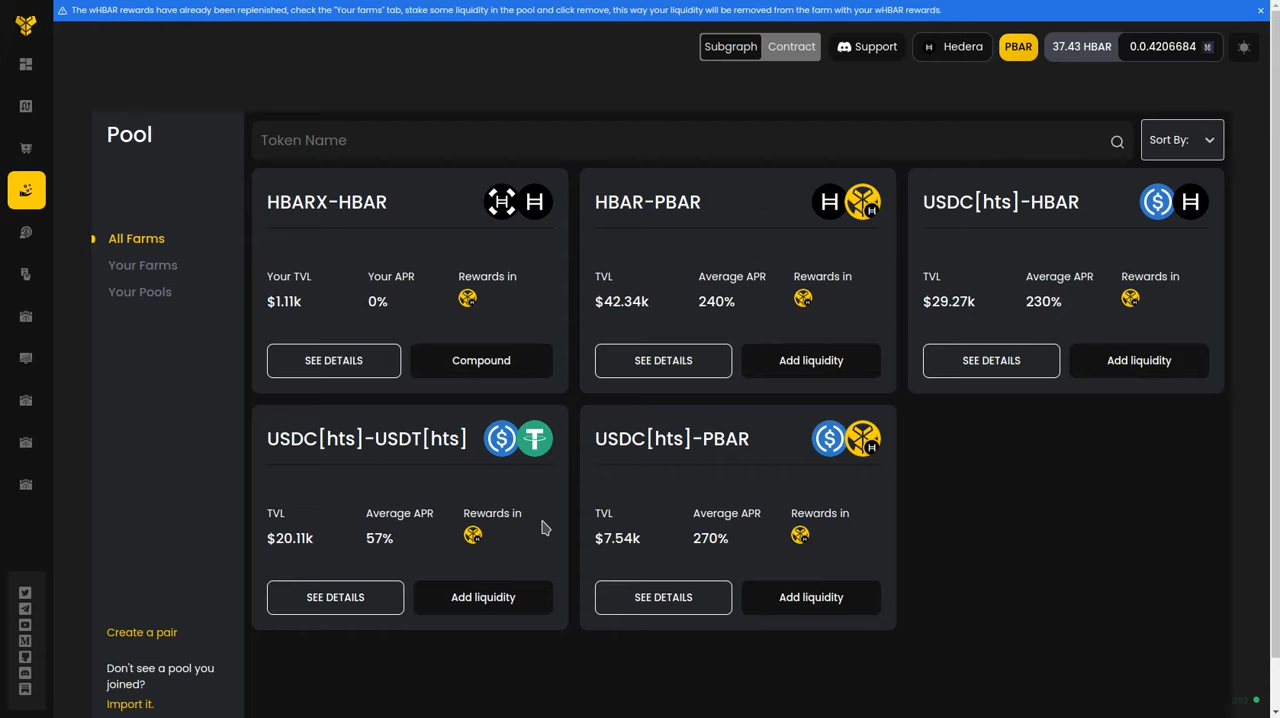 The wHBAR rewards have already been replenished, check the "Your farms" tab, stake some liquidity in the pool and click remove, this way your liquidity will be removed from the farm with your wHBAR rewards.
Subgraph Contract Support Hedera PBAR 37.43 HBAR 0.0.4206684
Pool
All Farms
Your Farms
Your Pools
Create a pair
Don't see a pool you
joined?
Import it.
Token Name
Sort By:
HBARX-HBAR
Your TVL Your APR Rewards in
$1.11k 0%
SEE DETAILS Compound
HBAR-PBAR
TVL Average APR Rewards in
$42.34k 240%
SEE DETAILS Add liquidity
USDC[hts]-HBAR
TVL Average APR Rewards in
$29.27k 230%
SEE DETAILS Add liquidity
USDC[hts]-USDT[hts]
TVL Average APR Rewards in
$20.11k 57%
SEE DETAILS Add liquidity
USDC[hts]-PBAR
TVL Average APR Rewards in
$7.54k 270%
SEE DETAILS Add liquidity